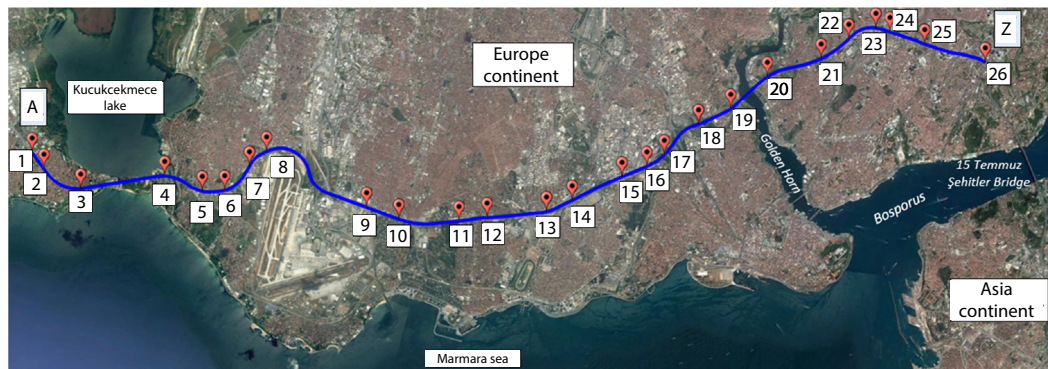 A
Kucukcekmece
lake
Europe
continent
Z
1
2
3
4
5
6
7
8
9
10
11
12
13
14
15
16
17
18
19
20
21
22
23
24
25
26
Golden Horn
Bosporus
15 Temmuz
Şehitler Bridge
Asia
continent
Marmara sea